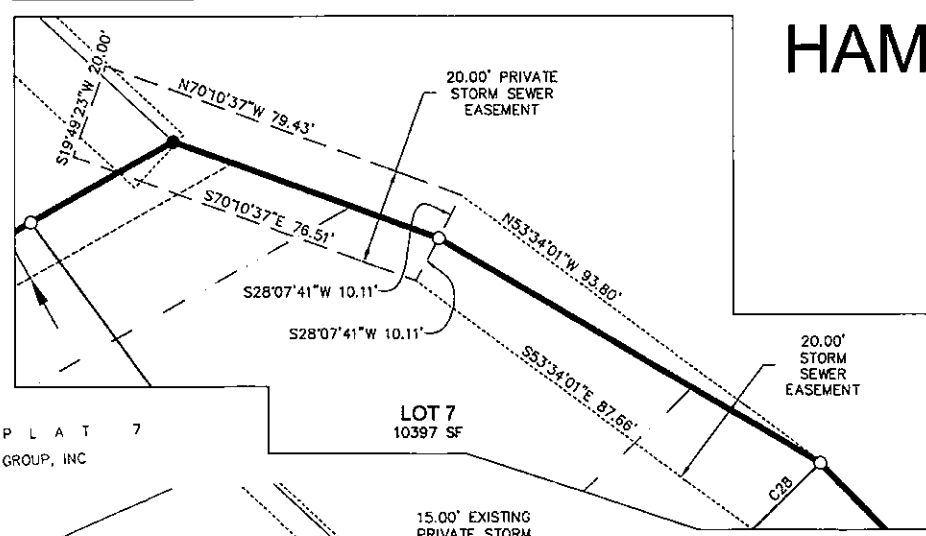 HAM
S19°49'23"W 20.00'
N70°10'37"W 79.43'
20.00' PRIVATE
STORM SEWER
EASEMENT
S70°10'37"E 76.51'
S28°07'41"W 10.11'
S28°07'41"W 10.11'
N53°34'01"W 93.80'
S53°34'01"E 87.66'
20.00'
STORM
SEWER
EASEMENT
LOT 7
10397 SF
C28
PLAT 7
GROUP, INC
15.00' EXISTING
PRIVATE STORM